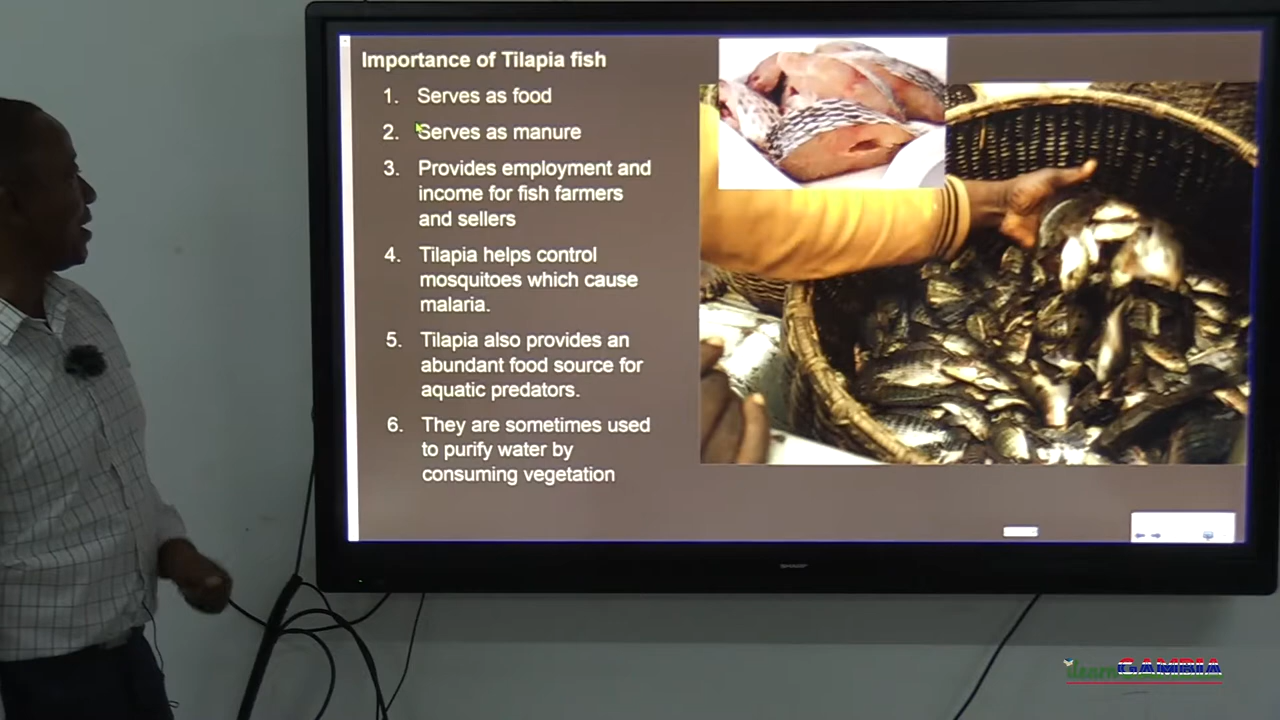 Importance of Tilapia fish
1. Serves as food
2. Serves as manure
3. Provides employment and
income for fish farmers
and sellers
4. Tilapia helps control
mosquitoes which cause
malaria.
5. Tilapia also provides an
abundant food source for
aquatic predators.
6. They are sometimes used
to purify water by
consuming vegetation
SHARP
ilearnGAMBIA